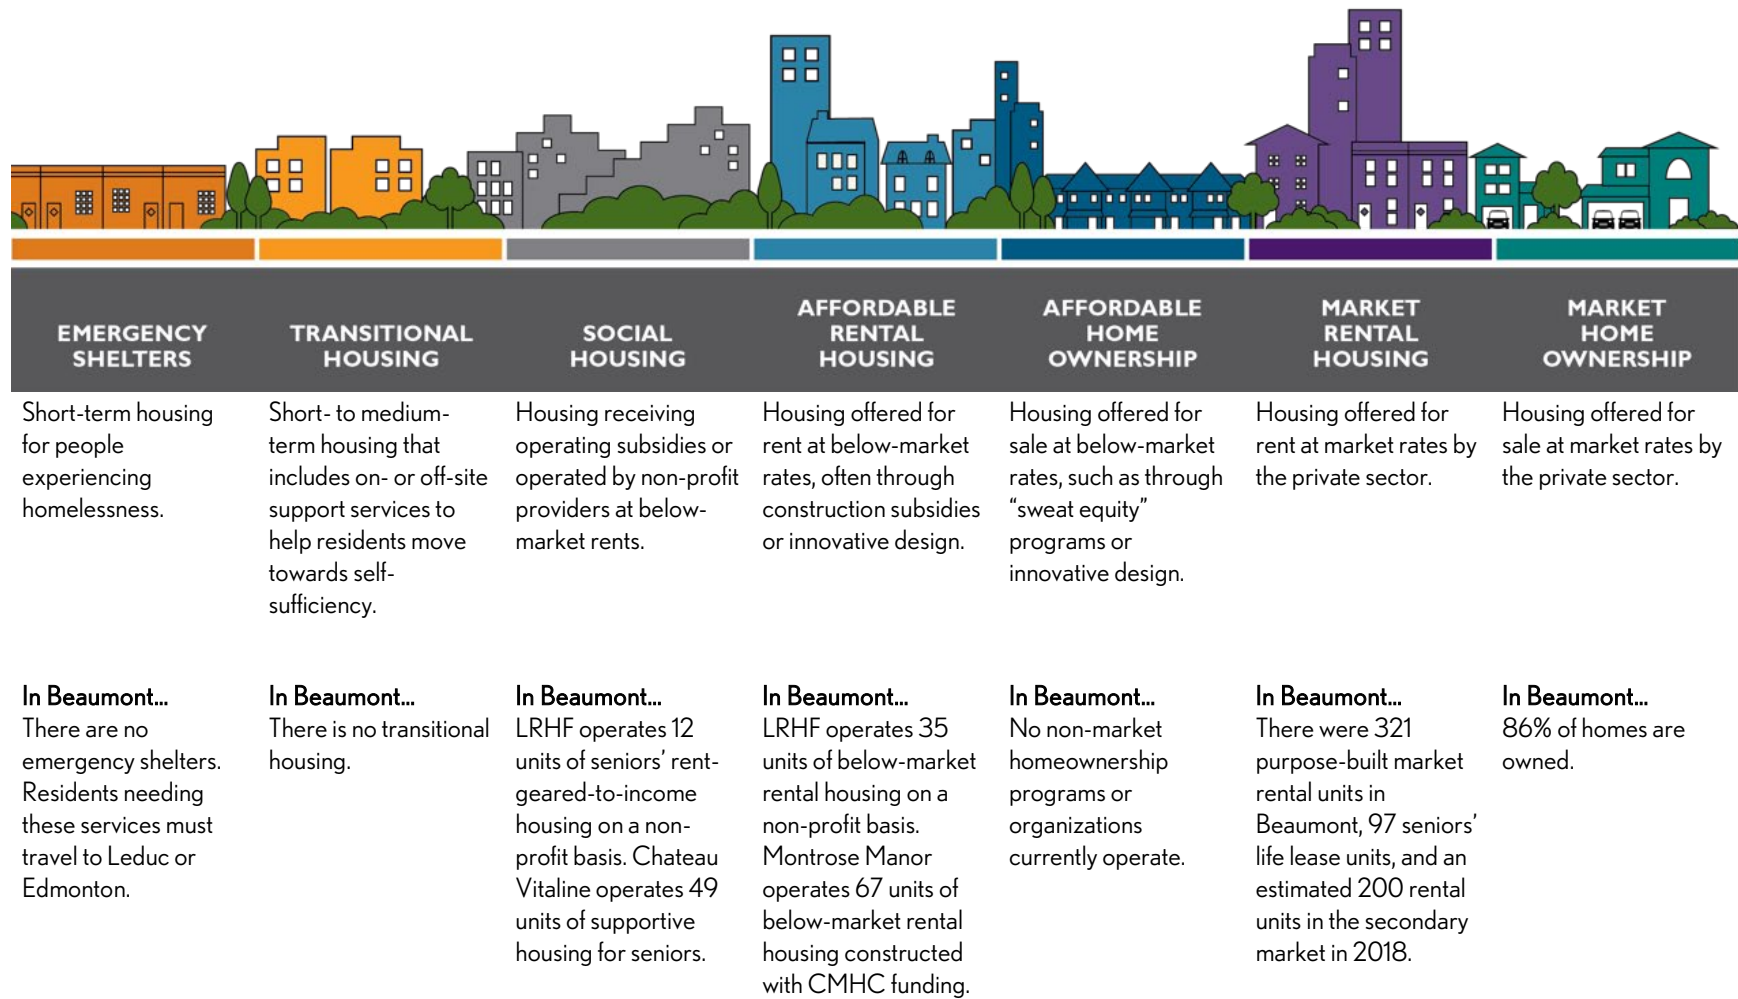 EMERGENCY
SHELTERS
TRANSITIONAL
HOUSING
SOCIAL
HOUSING
AFFORDABLE
RENTAL
HOUSING
AFFORDABLE
HOME
OWNERSHIP
MARKET
RENTAL
HOUSING
MARKET
HOME
OWNERSHIP
Short-term housing
for people
experiencing
homelessness.
Short- to medium-
term housing that
includes on- or off-site
support services to
help residents move
towards self-
sufficiency.
Housing receiving
operating subsidies or
operated by non-profit
providers at below-
market rents.
Housing offered for
rent at below-market
rates, often through
construction subsidies
or innovative design.
Housing offered for
sale at below-market
rates, such as through
“sweat equity”
programs or
innovative design.
Housing offered for
rent at market rates by
the private sector.
Housing offered for
sale at market rates by
the private sector.
In Beaumont...
There are no
emergency shelters.
Residents needing
these services must
travel to Leduc or
Edmonton.
In Beaumont...
There is no transitional
housing.
In Beaumont...
LRHF operates 12
units of seniors’ rent-
geared-to-income
housing on a non-
profit basis. Chateau
Vitaline operates 49
units of supportive
housing for seniors.
In Beaumont...
LRHF operates 35
units of below-market
rental housing on a
non-profit basis.
Montrose Manor
operates 67 units of
below-market rental
housing constructed
with CMHC funding.
In Beaumont...
No non-market
homeownership
programs or
organizations
currently operate.
In Beaumont...
There were 321
purpose-built market
rental units in
Beaumont, 97 seniors’
life lease units, and an
estimated 200 rental
units in the secondary
market in 2018.
In Beaumont...
86% of homes are
owned.